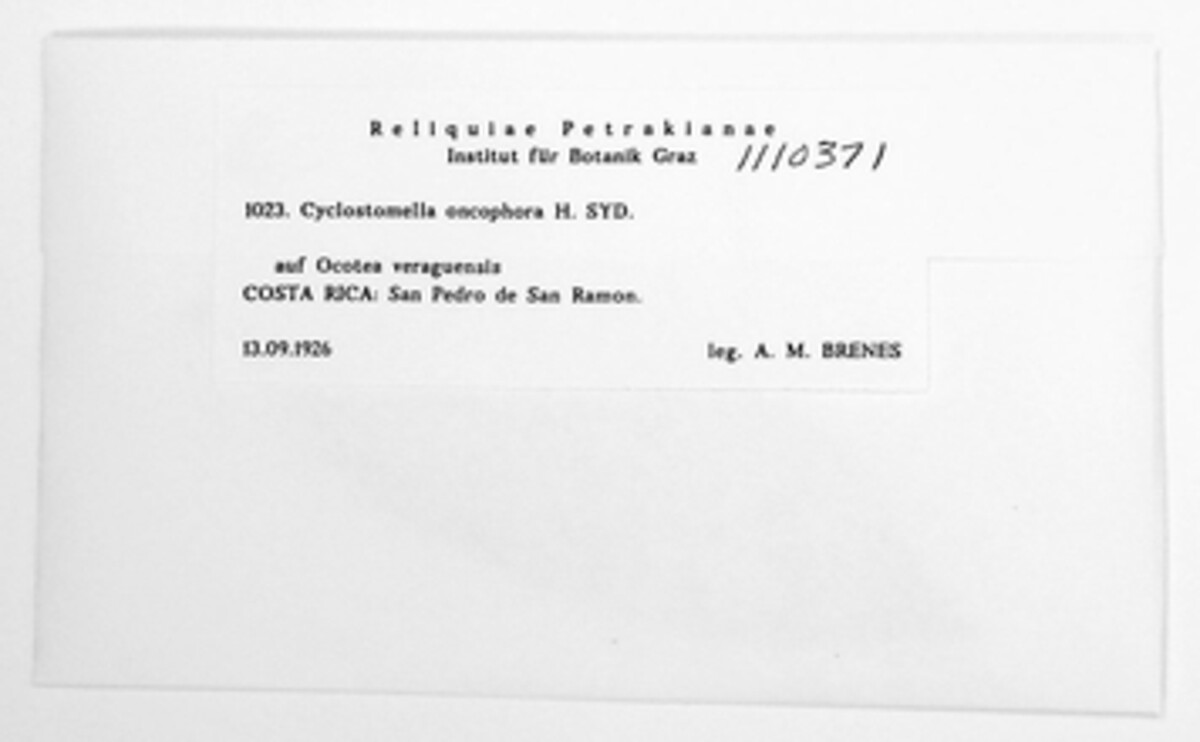 Reliquiae Petrakianae
Institut für Botanik Graz 1110371
1023. Cyclostomella oncophora H. SYD.
auf Ocotea veraguensis
COSTA RICA: San Pedro de San Ramon.
13.09.1926 leg. A. M. BRENES